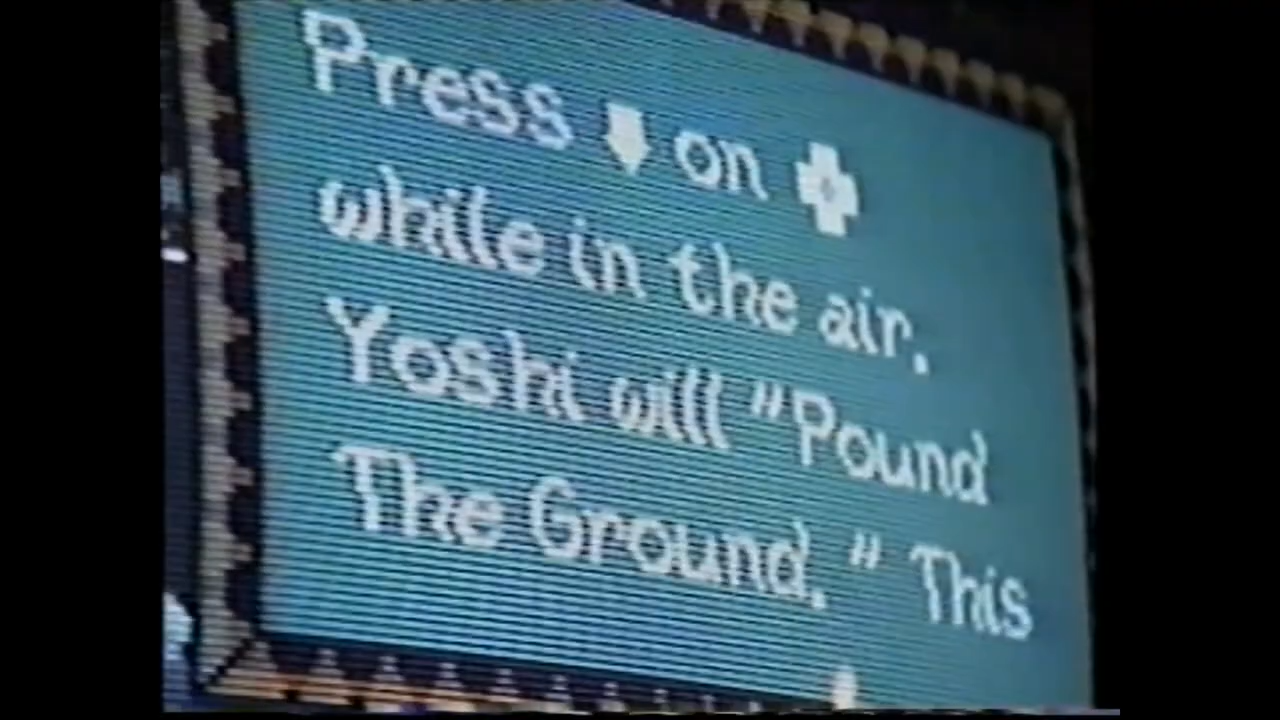 Press ⬇ on ✚
while in the air.
Yoshi will "Pound
The Ground." This